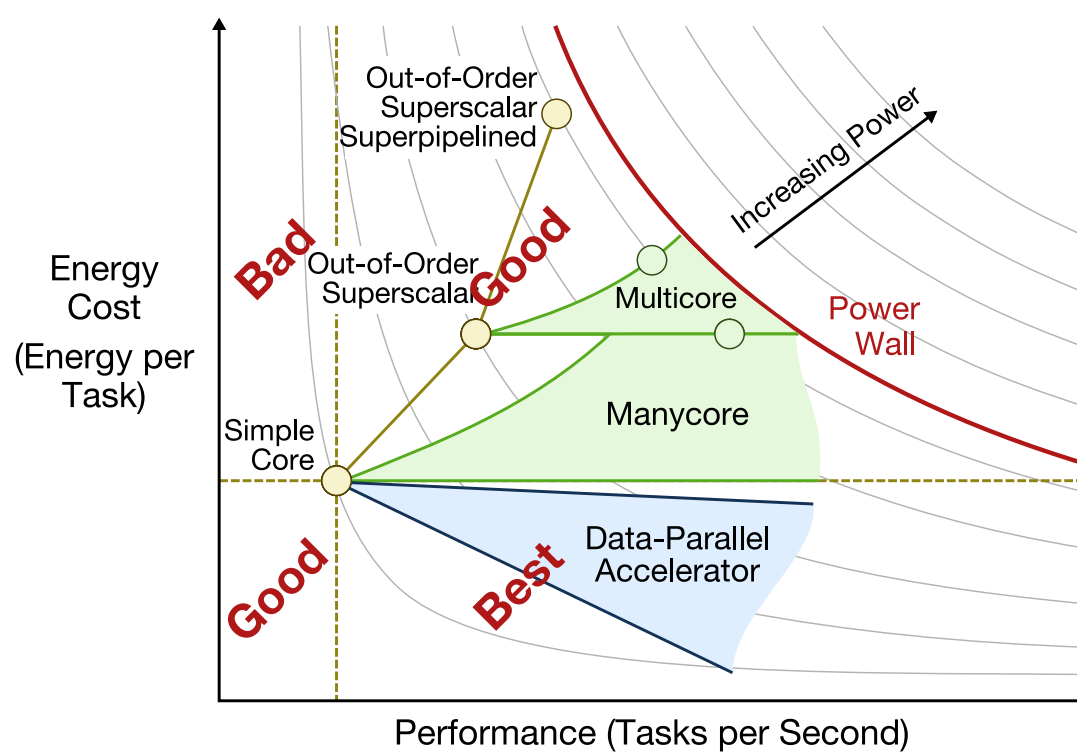 Out-of-Order
Superscalar
Superpipelined
Increasing Power
Bad
Good
Energy
Cost
(Energy per
Task)
Out-of-Order
Superscalar
Multicore
Power
Wall
Manycore
Simple
Core
Data-Parallel
Accelerator
Good
Best
Performance (Tasks per Second)